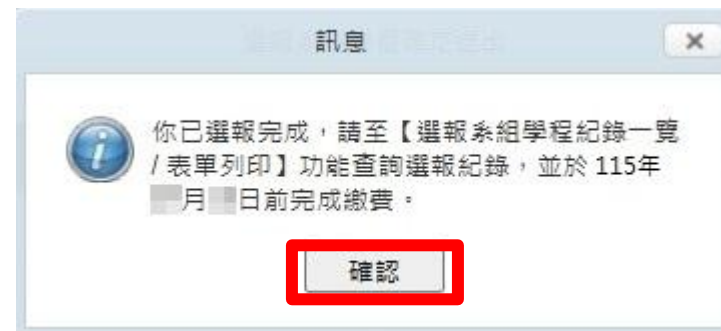 訊息
你已選報完成，請至【選報系組學程紀錄一覽
/ 表單列印】功能查詢選報紀錄，並於 115年
月 日前完成繳費。
確認